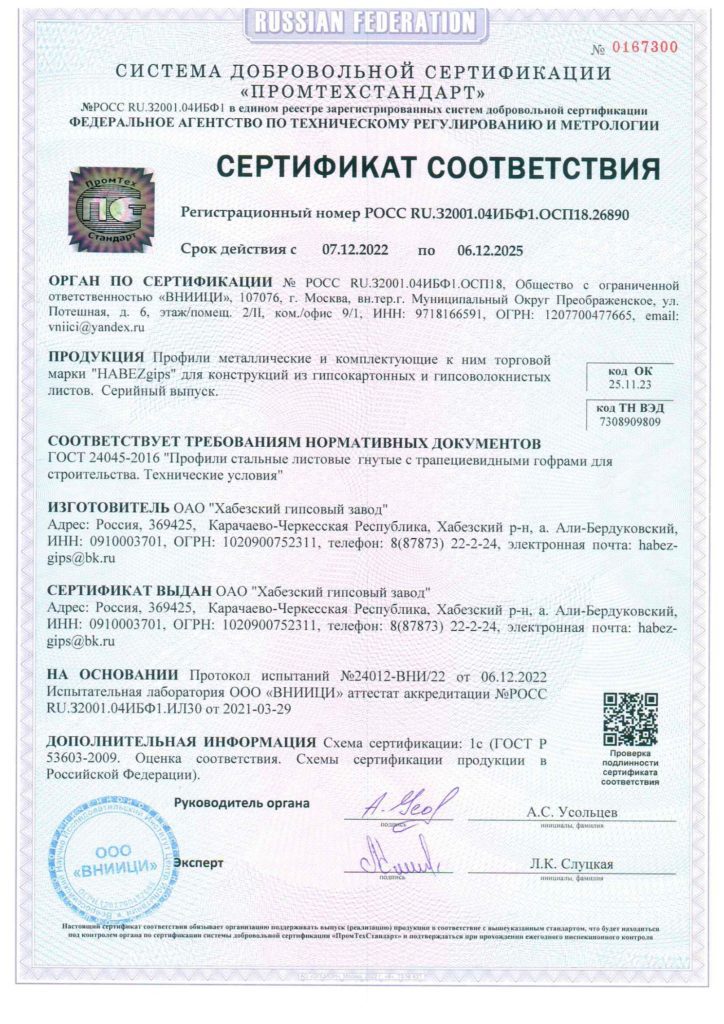 RUSSIAN FEDERATION
№ 0167300
СИСТЕМА ДОБРОВОЛЬНОЙ СЕРТИФИКАЦИИ
«ПРОМТЕХСТАНДАРТ»
№РОСС RU.32001.04ИБФ1 в едином реестре зарегистрированных систем добровольной сертификации
ФЕДЕРАЛЬНОЕ АГЕНТСТВО ПО ТЕХНИЧЕСКОМУ РЕГУЛИРОВАНИЮ И МЕТРОЛОГИИ
СЕРТИФИКАТ СООТВЕТСТВИЯ
ПромТех
ПС
Стандарт
Регистрационный номер РОСС RU.32001.04ИБФ1.ОСП18.26890
Срок действия с 07.12.2022 по 06.12.2025
ОРГАН ПО СЕРТИФИКАЦИИ № РОСС RU.32001.04ИБФ1.ОСП18, Общество с ограниченной
ответственностью «ВНИИЦИ», 107076, г. Москва, вн.тер.г. Муниципальный Округ Преображенское, ул.
Потешная, д. 6, этаж/помещ. 2/II, ком./офис 9/1, ИНН: 9718166591, ОГРН: 1207700477665, email:
vniici@yandex.ru
ПРОДУКЦИЯ Профили металлические и комплектующие к ним торговой
марки "HABEZgips" для конструкций из гипсокартонных и гипсоволокнистых
листов. Серийный выпуск.
код ОК
25.11.23
код ТН ВЭД
7308909809
СООТВЕТСТВУЕТ ТРЕБОВАНИЯМ НОРМАТИВНЫХ ДОКУМЕНТОВ
ГОСТ 24045-2016 "Профили стальные листовые гнутые с трапециевидными гофрами для
строительства. Технические условия"
ИЗГОТОВИТЕЛЬ ОАО "Хабезский гипсовый завод"
Адрес: Россия, 369425, Карачаево-Черкесская Республика, Хабезский р-н, а. Али-Бердуковский,
ИНН: 0910003701, ОГРН: 1020900752311, телефон: 8(87873) 22-2-24, электронная почта: habez-
gips@bk.ru
СЕРТИФИКАТ ВЫДАН ОАО "Хабезский гипсовый завод"
Адрес: Россия, 369425, Карачаево-Черкесская Республика, Хабезский р-н, а. Али-Бердуковский,
ИНН: 0910003701, ОГРН: 1020900752311, телефон: 8(87873) 22-2-24, электронная почта: habez-
gips@bk.ru
НА ОСНОВАНИИ Протокол испытаний №24012-ВНИ/22 от 06.12.2022
Испытательная лаборатория ООО «ВНИИЦИ» аттестат аккредитации №РОСС
RU.32001.04ИБФ1.ИЛ30 от 2021-03-29
ДОПОЛНИТЕЛЬНАЯ ИНФОРМАЦИЯ Схема сертификации: 1с (ГОСТ Р
53603-2009. Оценка соответствия. Схемы сертификации продукции в
Российской Федерации).
Проверка
подлинности
сертификата
соответствия
Руководитель органа
подпись
А.С. Усольцев
инициалы, фамилия
Эксперт
подпись
Л.К. Слуцкая
инициалы, фамилия
ООО
«ВНИИЦИ»
Настоящий сертификат соответствия обязывает организацию поддерживать выпуск (реализацию) продукции в соответствие с вышеуказанным стандартом, что будет находиться
под контролем органа по сертификации системы добровольной сертификации «ПромТехСтандарт» и подтверждаться при прохождении ежегодного инспекционного контроля